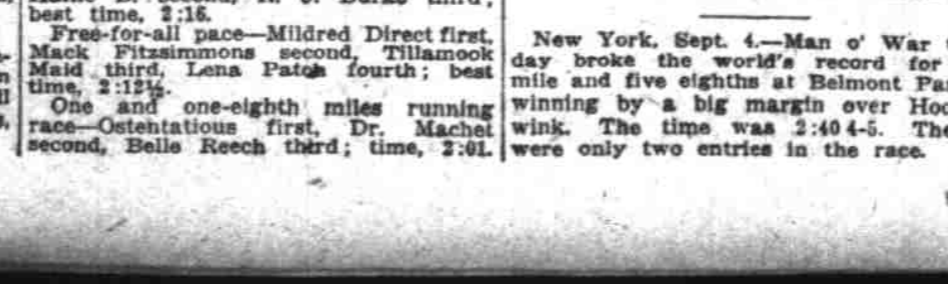 best time, 2:16.
Free-for-all pace—Mildred Direct first,
Mack Fitzsimmons second, Tillamook
Maid third, Lena Patch fourth; best
time, 2:12½.
One and one-eighth miles running
race—Ostentatious first, Dr. Machet
second, Belle Reech third; time, 2:01.
New York, Sept. 4.—Man o' War
day broke the world's record for
mile and five eighths at Belmont Pa
winning by a big margin over Hoo
wink. The time was 2:40 4-5. The
were only two entries in the race.